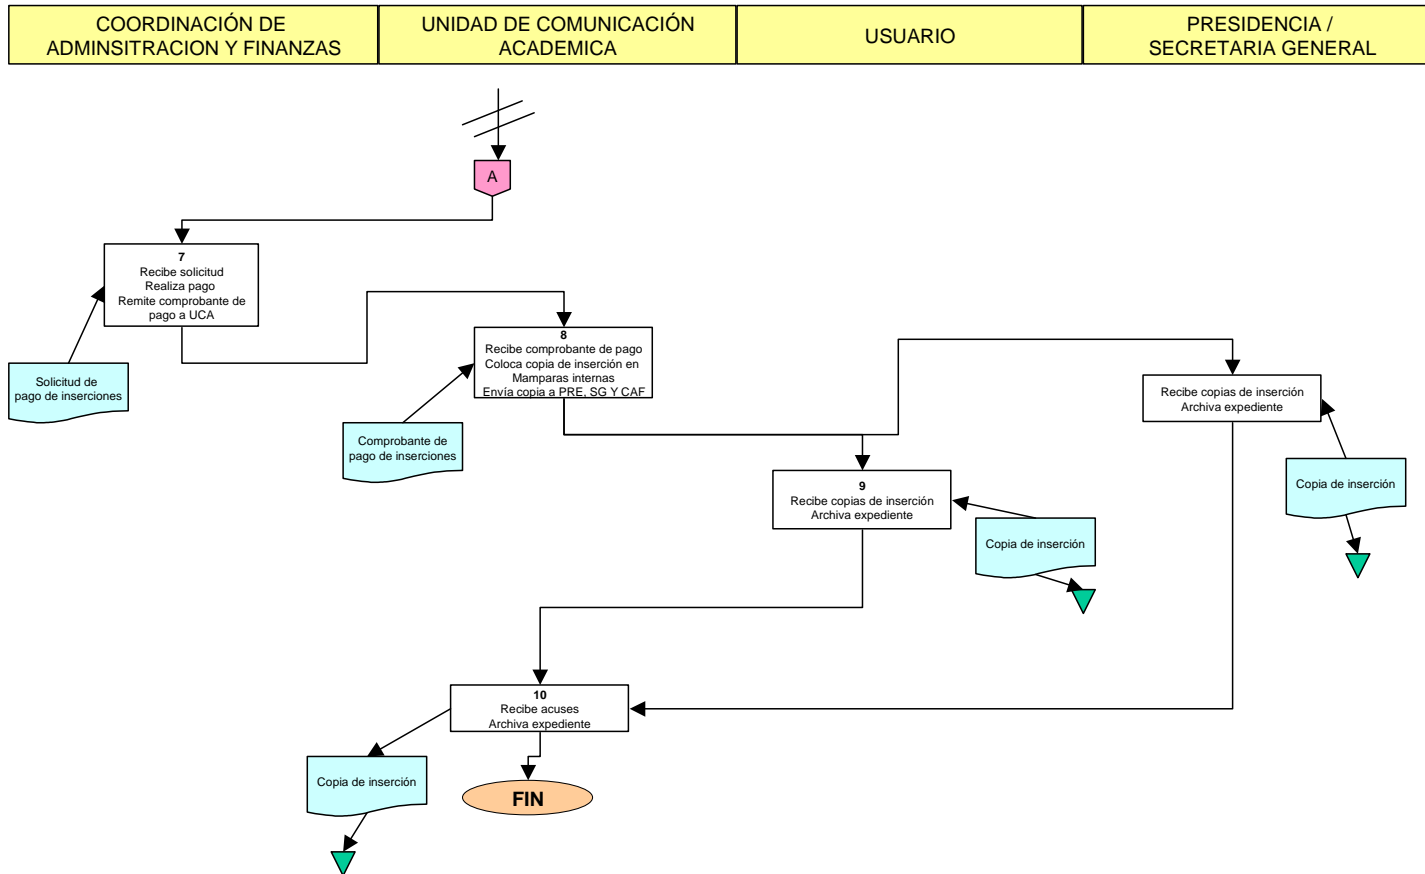 COORDINACIÓN DE
ADMINSITRACION Y FINANZAS
UNIDAD DE COMUNICACIÓN
ACADEMICA
USUARIO
PRESIDENCIA /
SECRETARIA GENERAL
A
7
Recibe solicitud
Realiza pago
Remite comprobante de
pago a UCA
Solicitud de
pago de inserciones
8
Recibe comprobante de pago
Coloca copia de inserción en
Mamparas internas
Envía copia a PRE, SG Y CAF
Comprobante de
pago de inserciones
Recibe copias de inserción
Archiva expediente
Copia de inserción
9
Recibe copias de inserción
Archiva expediente
Copia de inserción
10
Recibe acuses
Archiva expediente
Copia de inserción
FIN